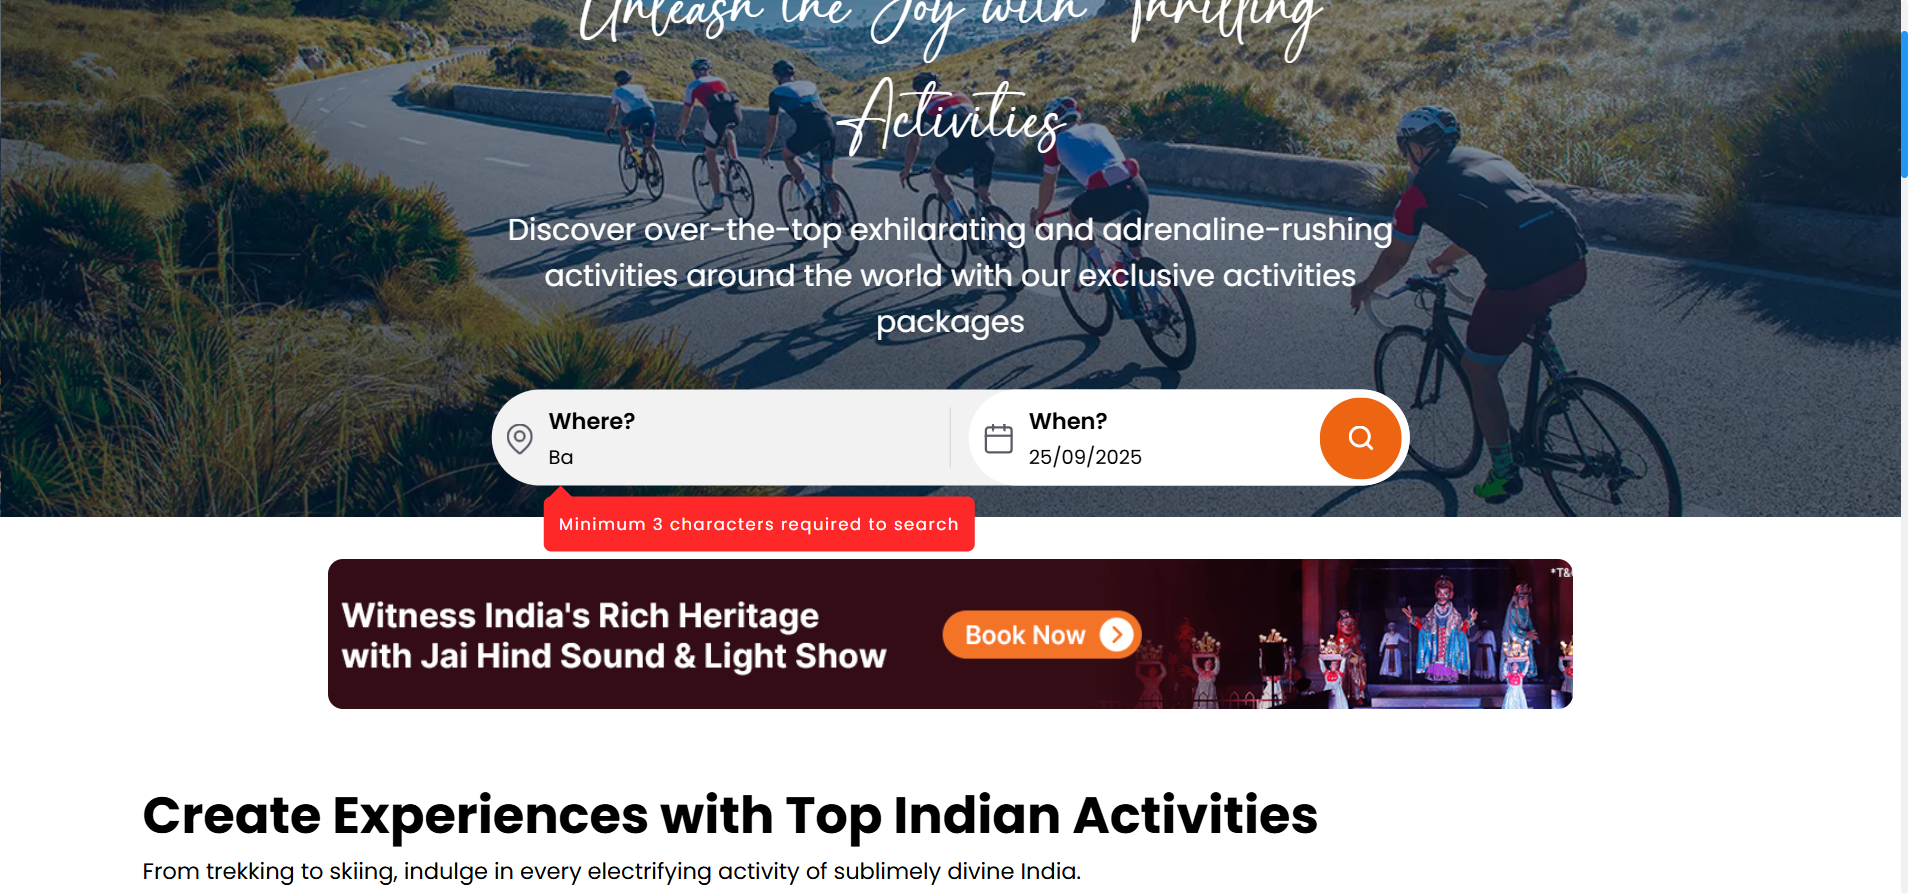 Unleash the Joy with Thrilling
Activities
Discover over-the-top exhilarating and adrenaline-rushing
activities around the world with our exclusive activities
packages
Where?
Ba
When?
25/09/2025
Minimum 3 characters required to search
*T&
Witness India's Rich Heritage
with Jai Hind Sound & Light Show
Book Now
Create Experiences with Top Indian Activities
From trekking to skiing, indulge in every electrifying activity of sublimely divine India.